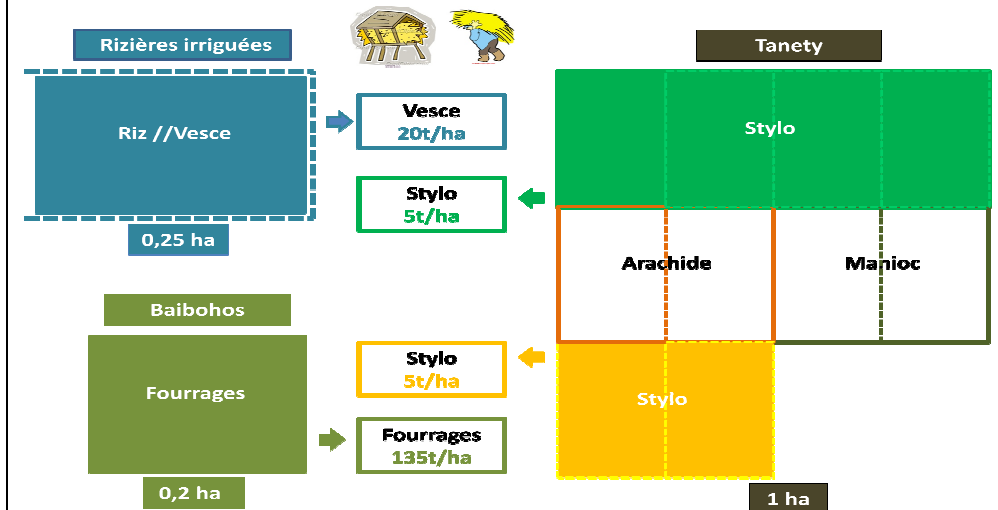 Rizières irriguées
Riz //Vesce
0,25 ha
Baibohos
Fourrages
0,2 ha
Vesce
20t/ha
Stylo
5t/ha
Stylo
5t/ha
Fourrages
135t/ha
Tanety
Stylo
Arachide
Manioc
Stylo
1 ha